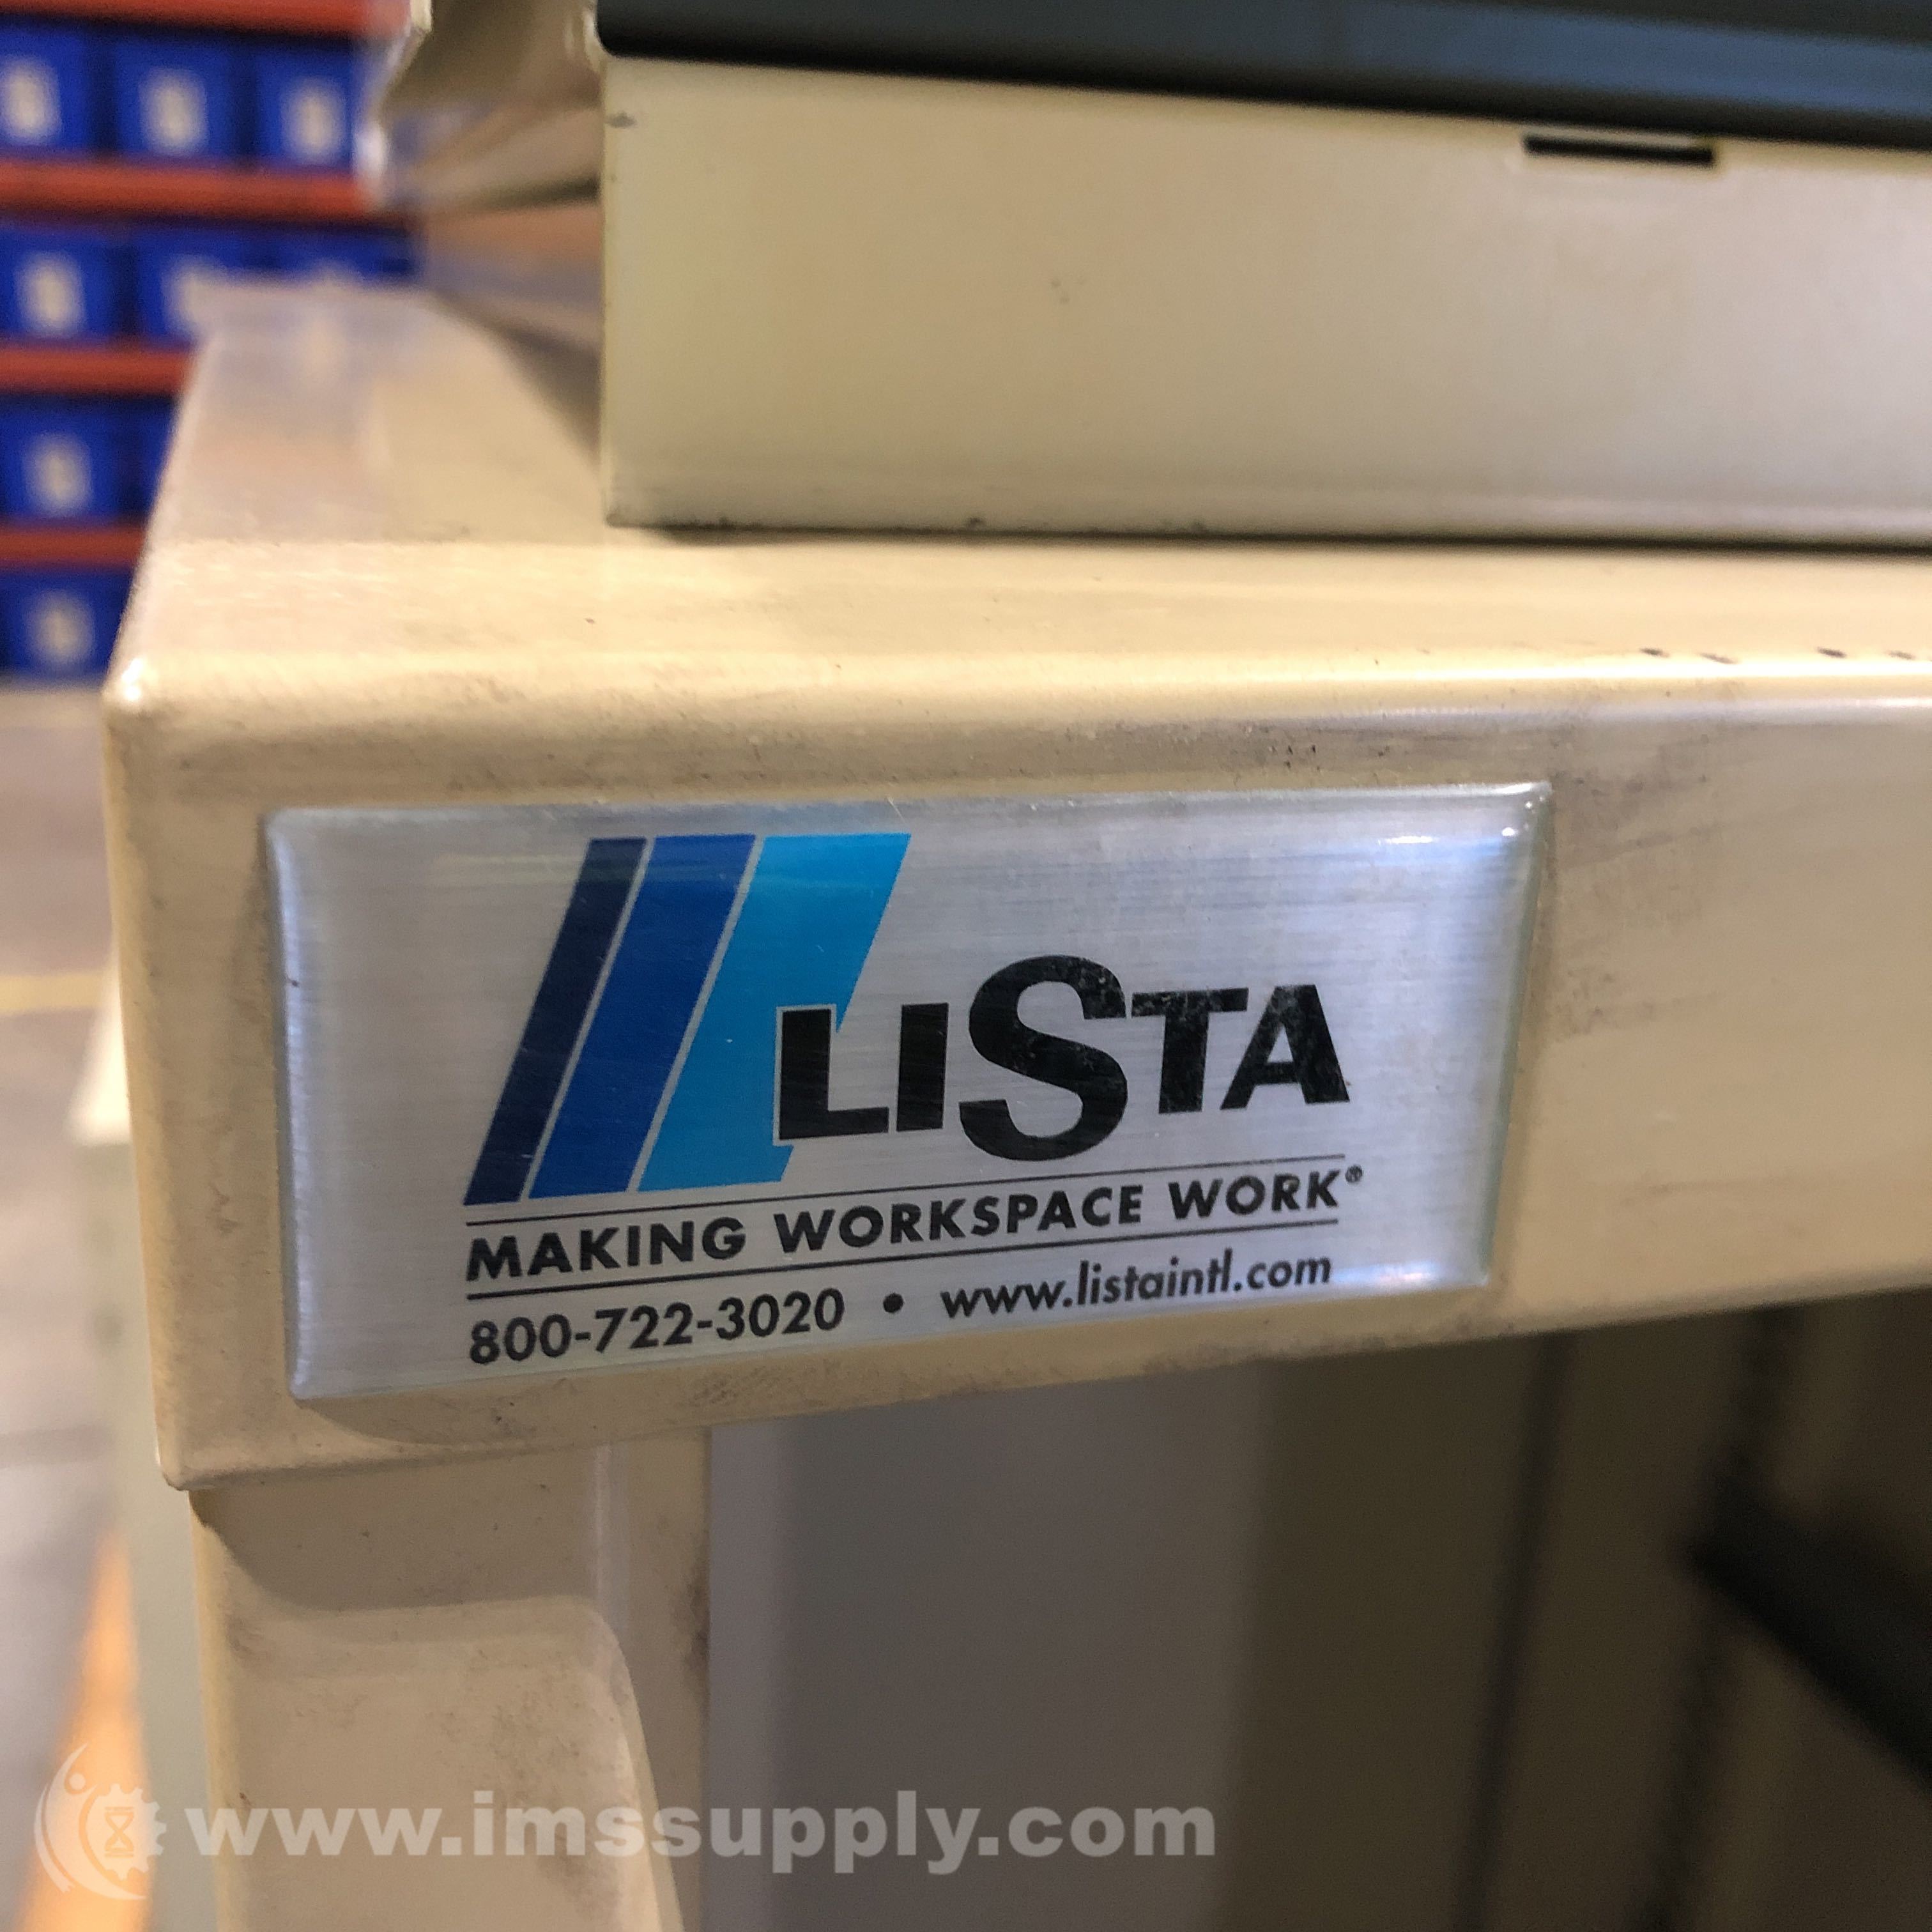 LISTA
MAKING WORKSPACE WORK®
800-722-3020 • www.listaintl.com
www.imssupply.com